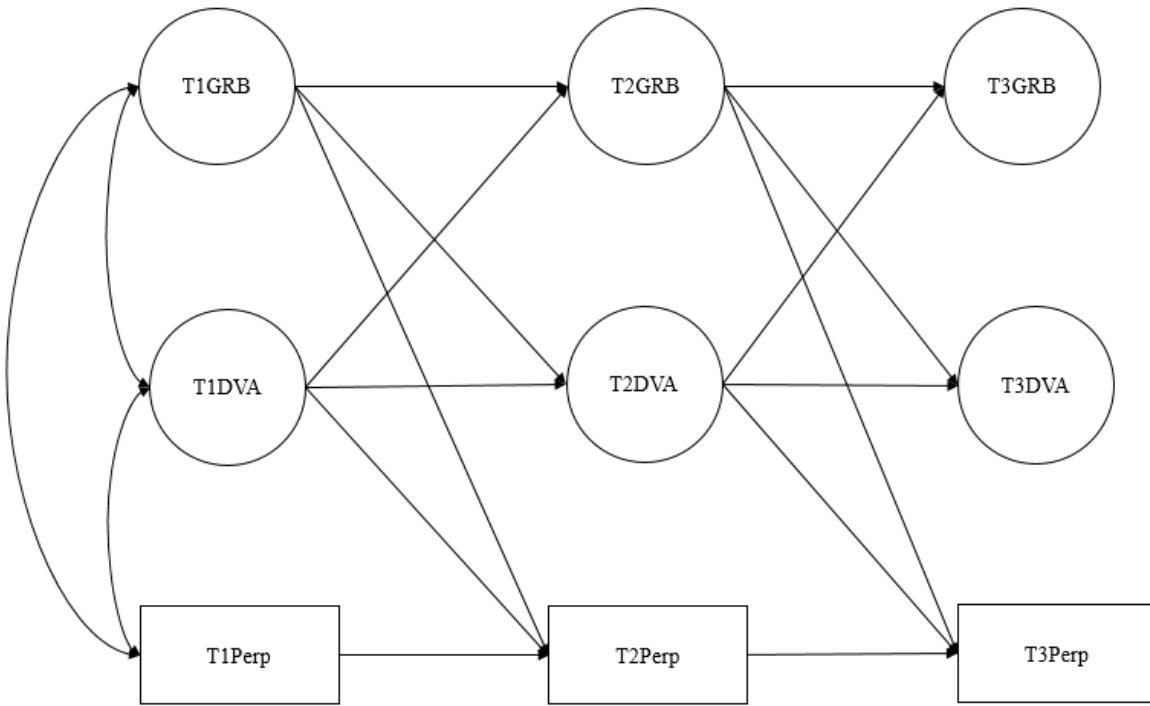 T1GRB
T2GRB
T3GRB
T1DVA
T2DVA
T3DVA
T1Perp
T2Perp
T3Perp